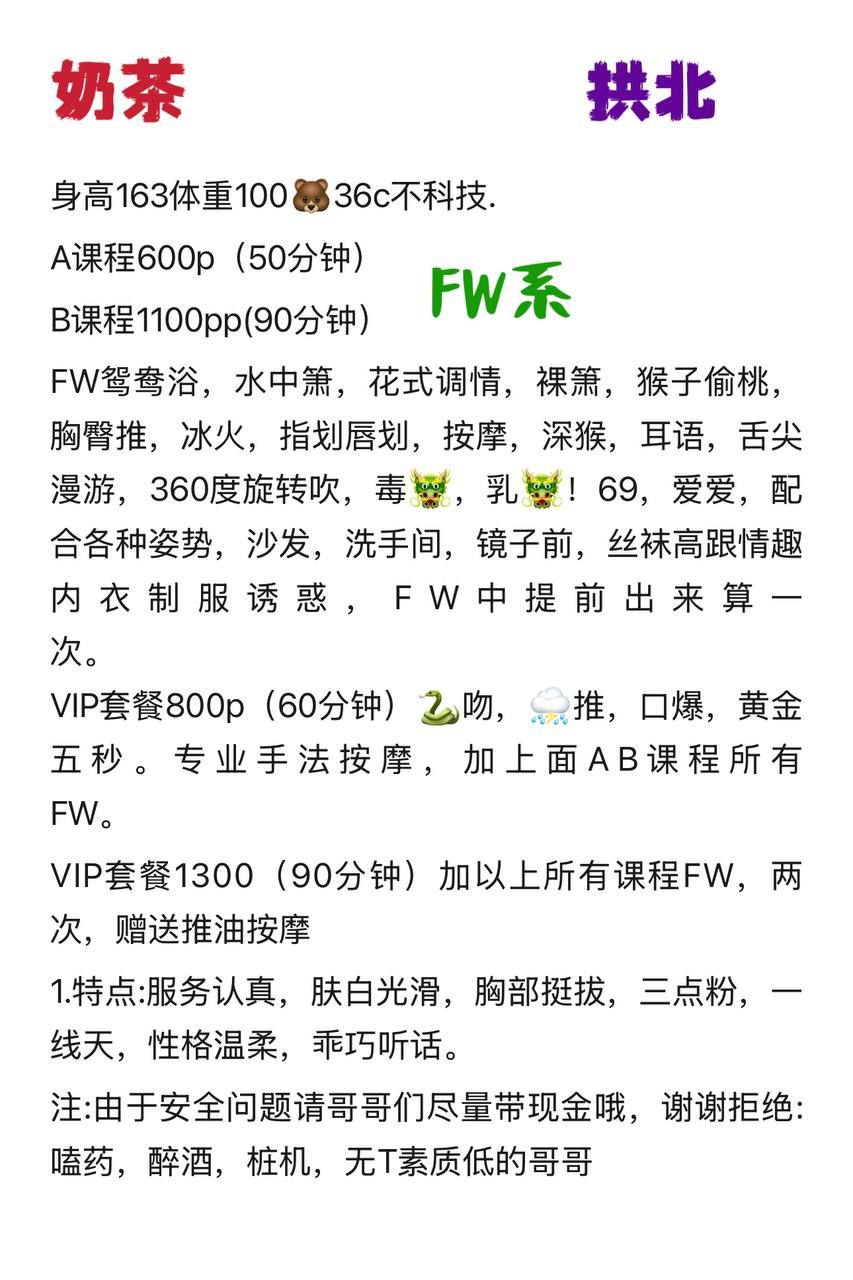 奶茶 拱北
身高163体重100🐻36c不科技.
A课程600p（50分钟）
FW系
B课程1100pp(90分钟）
FW鸳鸯浴，水中箫，花式调情，裸箫，猴子偷桃，
胸臀推，冰火，指划唇划，按摩，深猴，耳语，舌尖
漫游，360度旋转吹，毒🐲，乳🐲！69，爱爱，配
合各种姿势，沙发，洗手间，镜子前，丝袜高跟情趣
内衣制服诱惑，FW中提前出来算一
次。
VIP套餐800p（60分钟）🐍吻，⛈️推，口爆，黄金
五秒。专业手法按摩，加上面AB课程所有
FW。
VIP套餐1300（90分钟）加以上所有课程FW，两
次，赠送推油按摩
1.特点:服务认真，肤白光滑，胸部挺拔，三点粉，一
线天，性格温柔，乖巧听话。
注:由于安全问题请哥哥们尽量带现金哦，谢谢拒绝:
嗑药，醉酒，桩机，无T素质低的哥哥